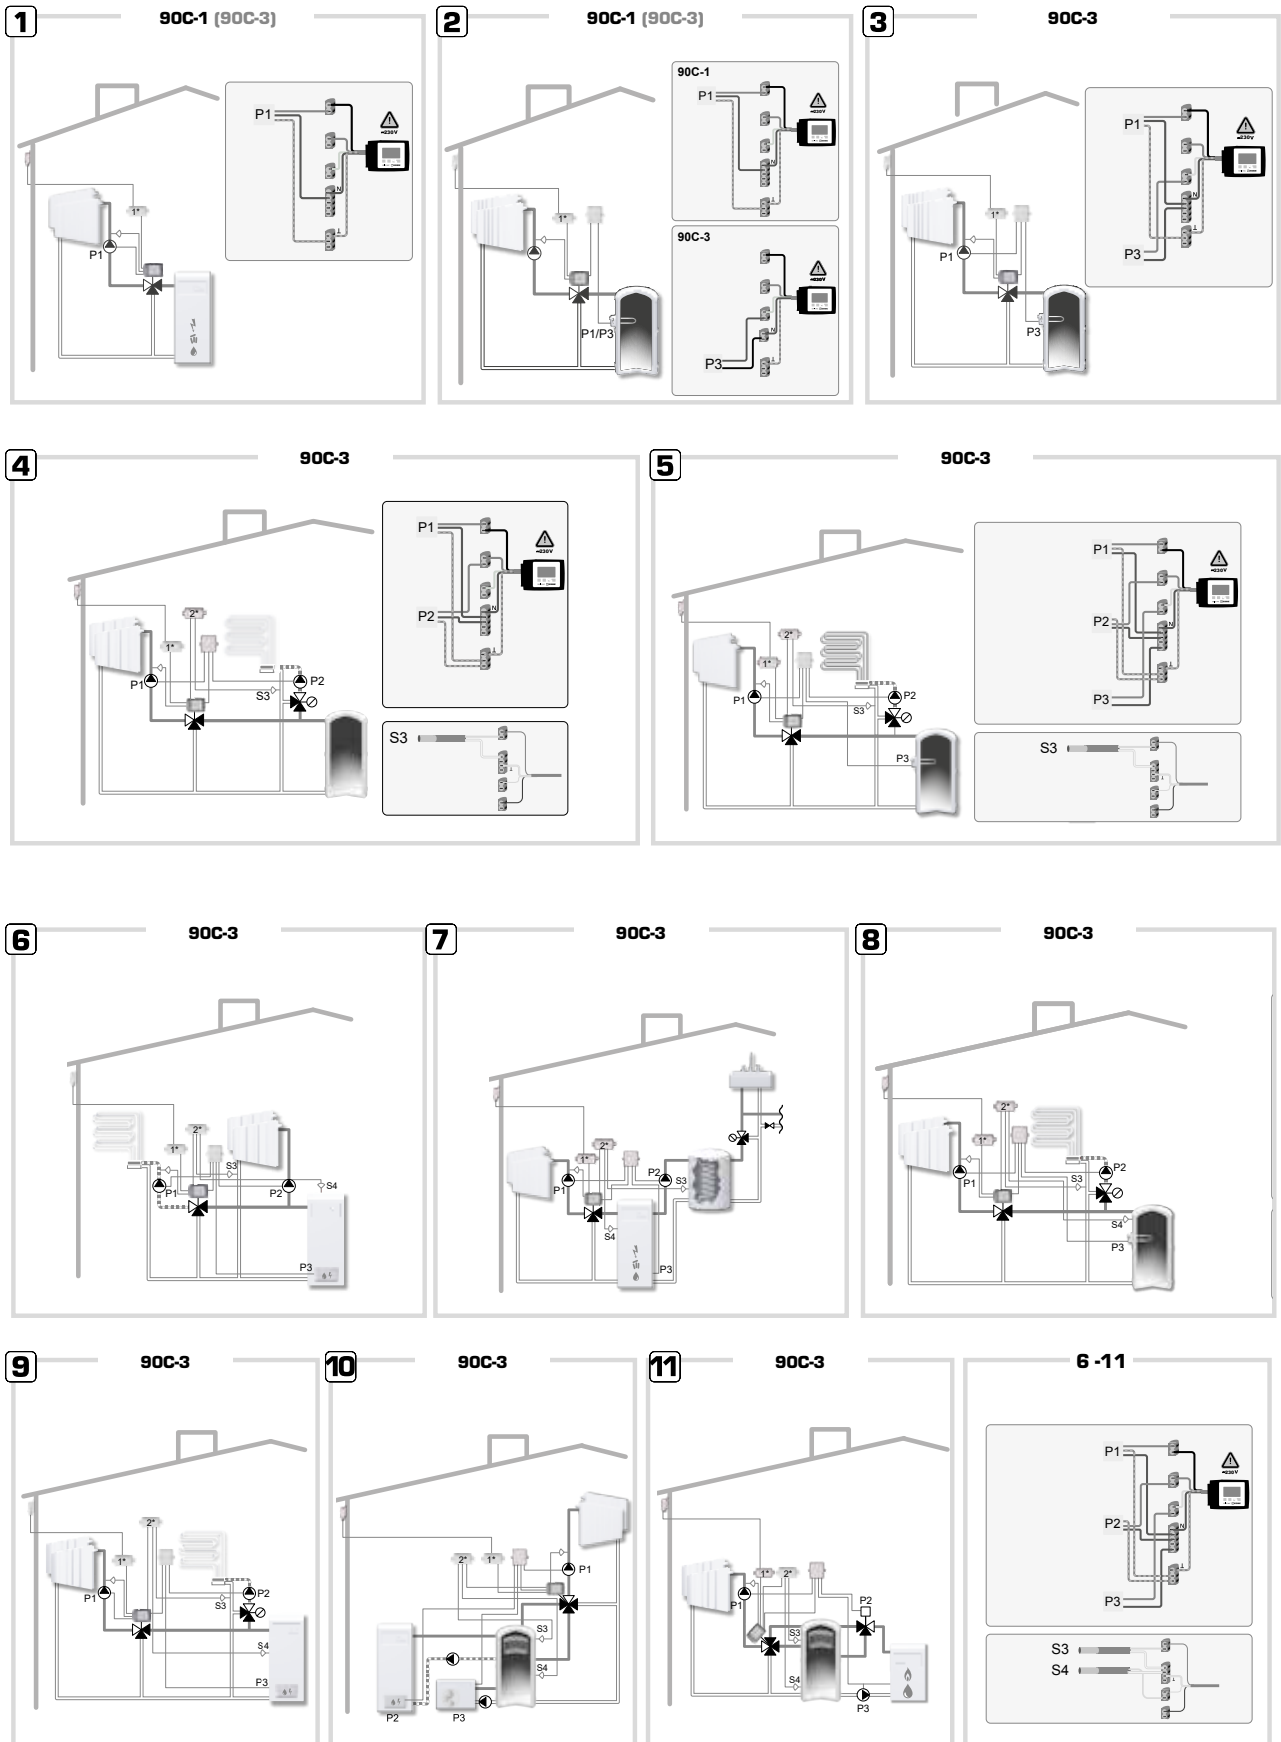 1
90C-1 (90C-3)
P1
~230V
N
1*
P1
2
90C-1 (90C-3)
90C-1
P1
~230V
N
1*
90C-3
~230V
N
P1/P3
P3
3
90C-3
P1
~230V
N
1*
P1
P3
P3
4
90C-3
P1
~230V
N
P2
2*
1*
P1
P2
S3
S3
5
90C-3
P1
~230V
P2
N
2*
1*
P1
P2
S3
P3
P3
S3
6
90C-3
2*
1*
S3
P1
P2
S4
P3
7
90C-3
2*
1*
P2
P1
S3
S4
P3
8
90C-3
2*
1*
P2
P1
S3
S4
P3
9
90C-3
2*
1*
P1
P2
S3
S4
P3
10
90C-3
2*
1*
P1
S3
S4
P2
P3
11
90C-3
1*
2*
P1
P2
S3
S4
P3
6 -11
P1
~230V
P2
N
P3
S3
S4